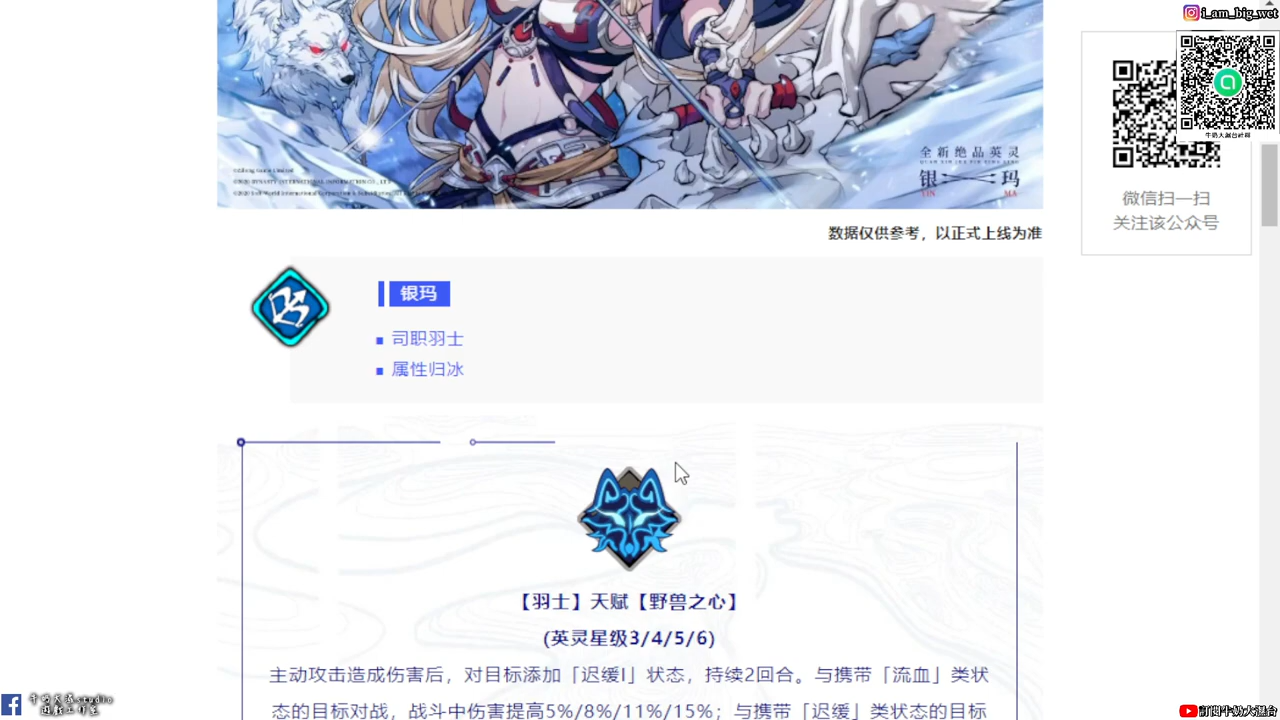 i_am_big_wet
全新绝品英灵
银 玛
YIN MA
微信扫一扫
关注该公众号
数据仅供参考，以正式上线为准
银玛
司职羽士
属性归冰
【羽士】天赋【野兽之心】
(英灵星级3/4/5/6)
主动攻击造成伤害后，对目标添加「迟缓I」状态，持续2回合。与携带「流血」类状
态的目标对战，战斗中伤害提高5%/8%/11%/15%；与携带「迟缓」类状态的目标